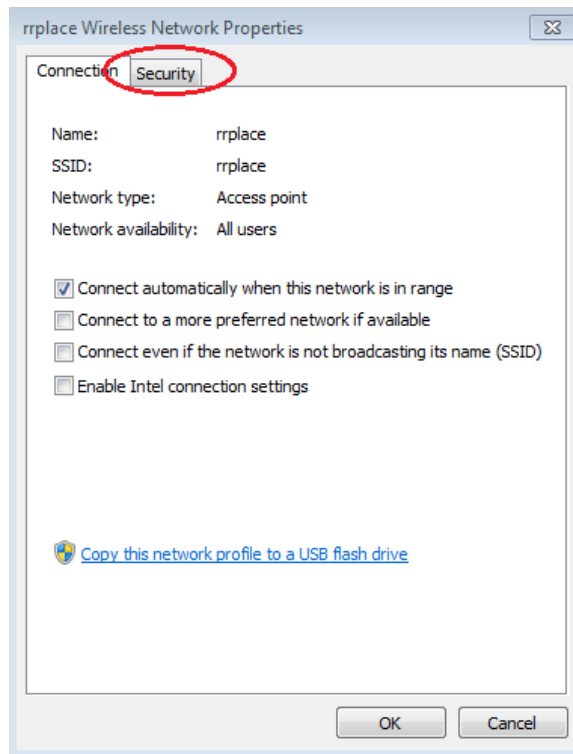 rrplace Wireless Network Properties
Connection Security
Name: rrplace
SSID: rrplace
Network type: Access point
Network availability: All users
Connect automatically when this network is in range
Connect to a more preferred network if available
Connect even if the network is not broadcasting its name (SSID)
Enable Intel connection settings
Copy this network profile to a USB flash drive
OK Cancel